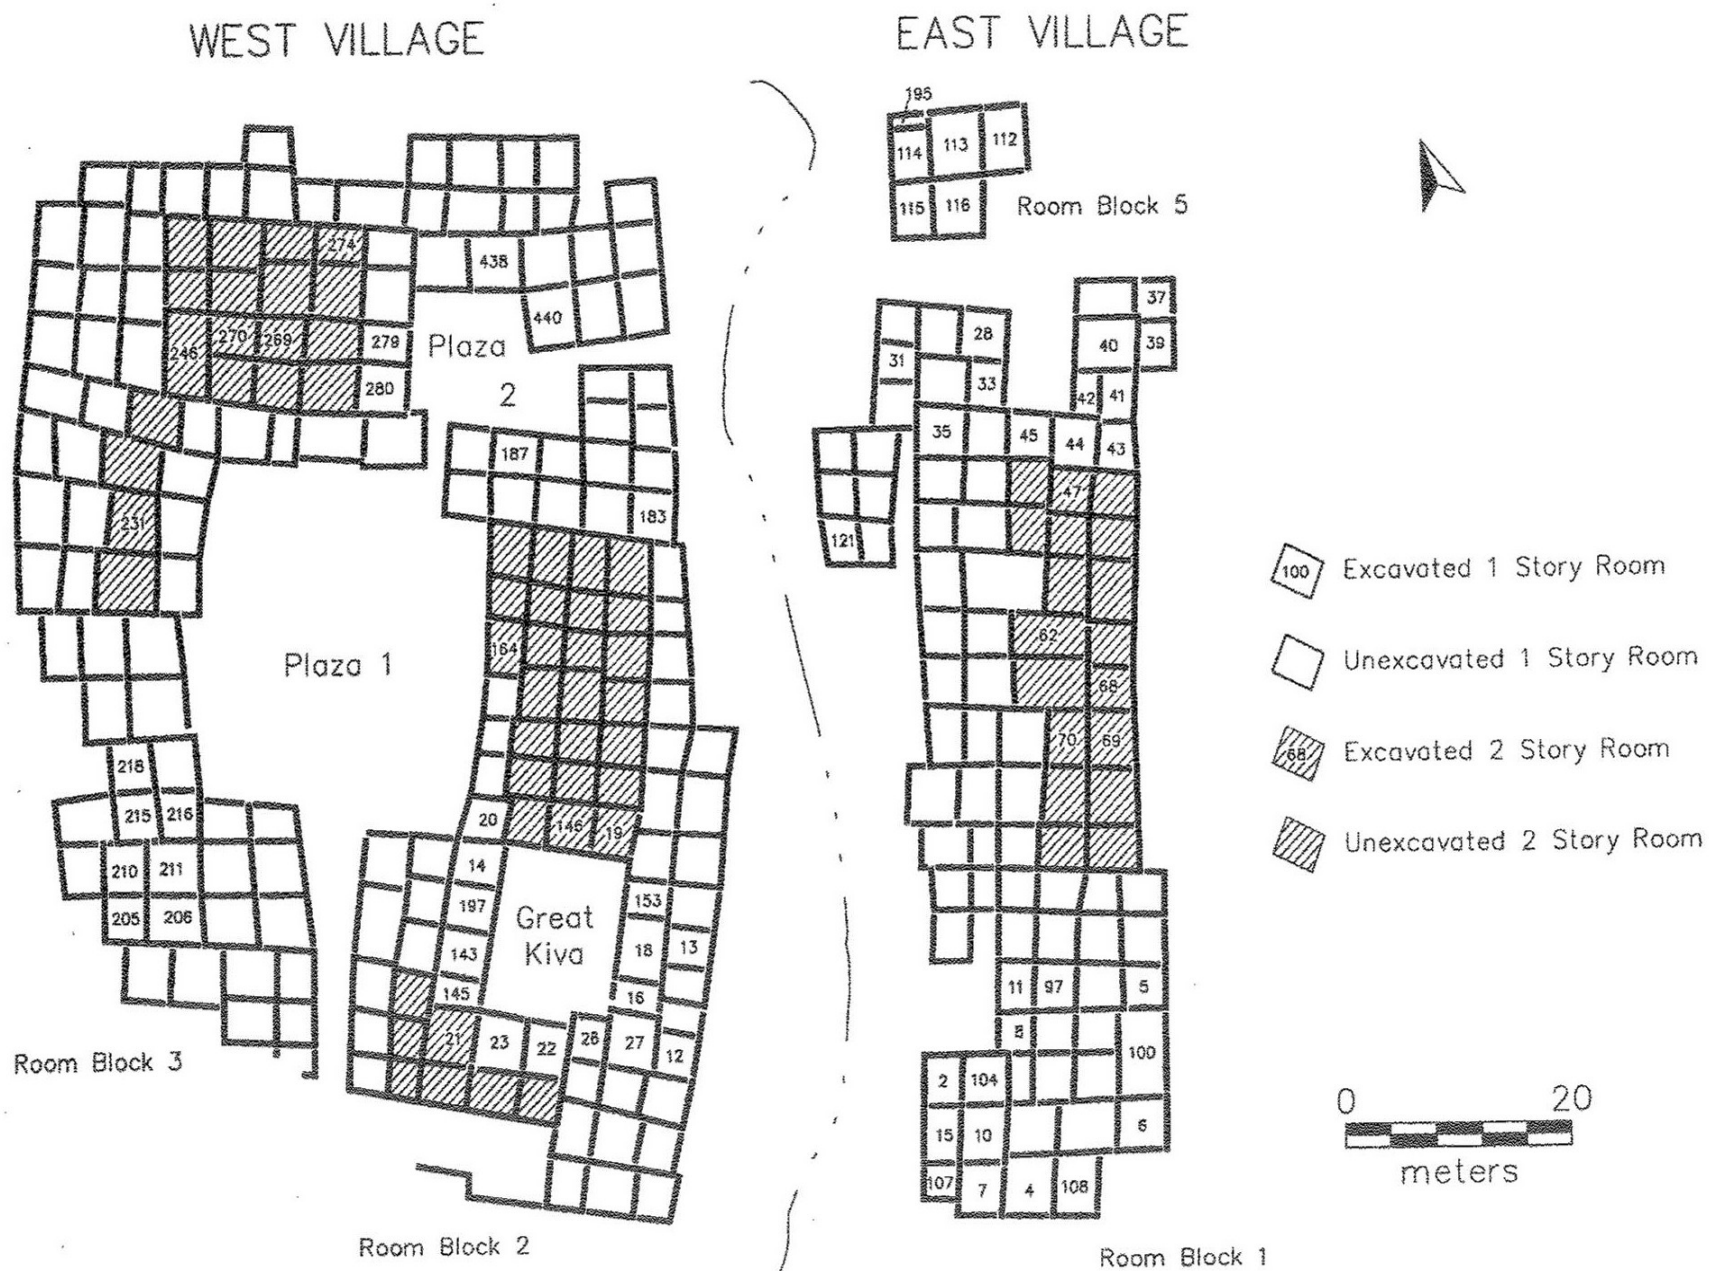 WEST VILLAGE
EAST VILLAGE
195
114 113 112
115 116
Room Block 5
274
438
440
246 270 269 279
280
Plaza
2
187
183
231
Plaza 1
164
218
215 216
210 211
205 206
Room Block 3
20 146 19
14
197
143
145
Great
Kiva
153
18 13
16
21 23 22 26 27 12
Room Block 2
37
28 40 39
31 33 42 41
35 45 44 43
47
121
62
68
70 69
11 97 5
8
100
2 104
15 10 6
107 7 4 108
Room Block 1
100 Excavated 1 Story Room
Unexcavated 1 Story Room
68 Excavated 2 Story Room
Unexcavated 2 Story Room
0 20
meters